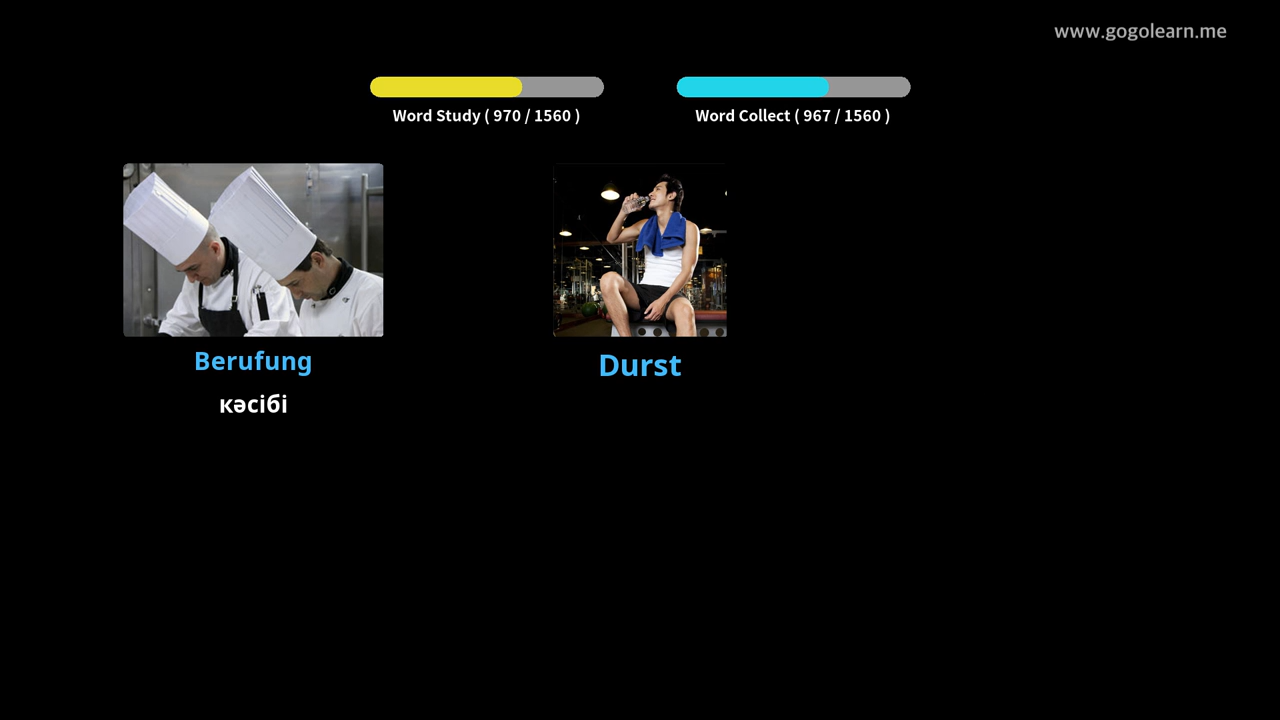 www.gogolearn.me
Word Study ( 970 / 1560 )
Word Collect ( 967 / 1560 )
Berufung
кәсібі
Durst